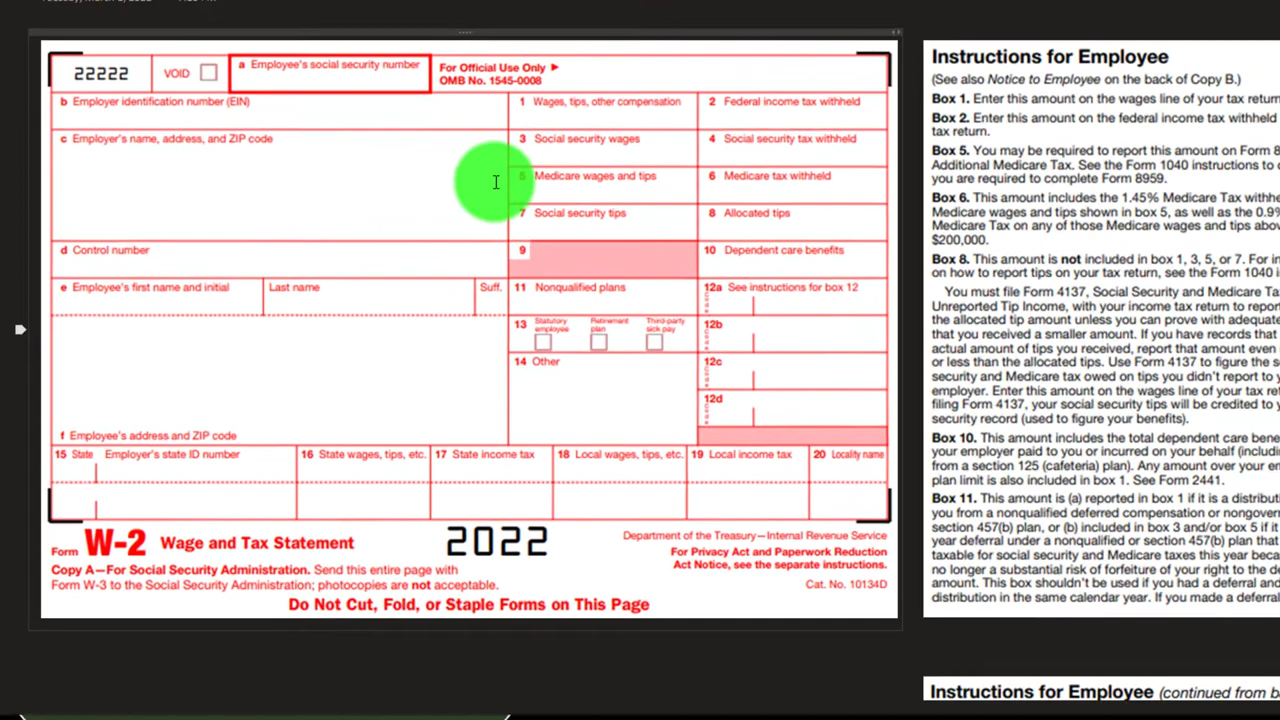 22222 VOID a Employee's social security number For Official Use Only ►
OMB No. 1545-0008
b Employer identification number (EIN) 1 Wages, tips, other compensation 2 Federal income tax withheld
c Employer's name, address, and ZIP code 3 Social security wages 4 Social security tax withheld
5 Medicare wages and tips 6 Medicare tax withheld
7 Social security tips 8 Allocated tips
d Control number 9 10 Dependent care benefits
e Employee's first name and initial Last name Suff. 11 Nonqualified plans 12a See instructions for box 12
13 Statutory employee Retirement plan Third-party sick pay 12b
14 Other 12c
12d
f Employee's address and ZIP code
15 State Employer's state ID number 16 State wages, tips, etc. 17 State income tax 18 Local wages, tips, etc. 19 Local income tax 20 Locality name
Form W-2 Wage and Tax Statement 2022 Department of the Treasury—Internal Revenue Service
Copy A—For Social Security Administration. Send this entire page with
Form W-3 to the Social Security Administration; photocopies are not acceptable.
For Privacy Act and Paperwork Reduction
Act Notice, see the separate instructions.
Cat. No. 10134D
Do Not Cut, Fold, or Staple Forms on This Page
Instructions for Employee
(See also Notice to Employee on the back of Copy B.)
Box 1. Enter this amount on the wages line of your tax return
Box 2. Enter this amount on the federal income tax withheld
tax return.
Box 5. You may be required to report this amount on Form 8
Additional Medicare Tax. See the Form 1040 instructions to
you are required to complete Form 8959.
Box 6. This amount includes the 1.45% Medicare Tax
Medicare wages and tips shown in box 5, as well as the 0.9%
Medicare Tax on any of those Medicare wages and tips
$200,000.
Box 8. This amount is not included in box 1, 3, 5, or 7. For
on how to report tips on your tax return, see the Form 1040
You must file Form 4137, Social Security and Medicare
Unreported Tip Income, with your income tax return to
the allocated tip amount unless you can prove with
that you received a smaller amount. If you have records that
actual amount of tips you received, report that amount even
or less than the allocated tips. Use Form 4137 to figure the
security and Medicare tax owed on tips you didn't report to
employer. Enter this amount on the wages line of your tax
filing Form 4137, your social security tips will be credited to
security record (used to figure your benefits).
Box 10. This amount includes the total dependent care
your employer paid to you or incurred on your behalf
from a section 125 (cafeteria) plan). Any amount over your
plan limit is also included in box 1. See Form 2441.
Box 11. This amount is (a) reported in box 1 if it is a
you from a nonqualified deferred compensation or
section 457(b) plan, or (b) included in box 3 and/or box 5 if it
year deferral under a nonqualified or section 457(b) plan that
taxable for social security and Medicare taxes this year
no longer a substantial risk of forfeiture of your right to the
amount. This box shouldn't be used if you had a deferral and
distribution in the same calendar year. If you made a
Instructions for Employee (continued from